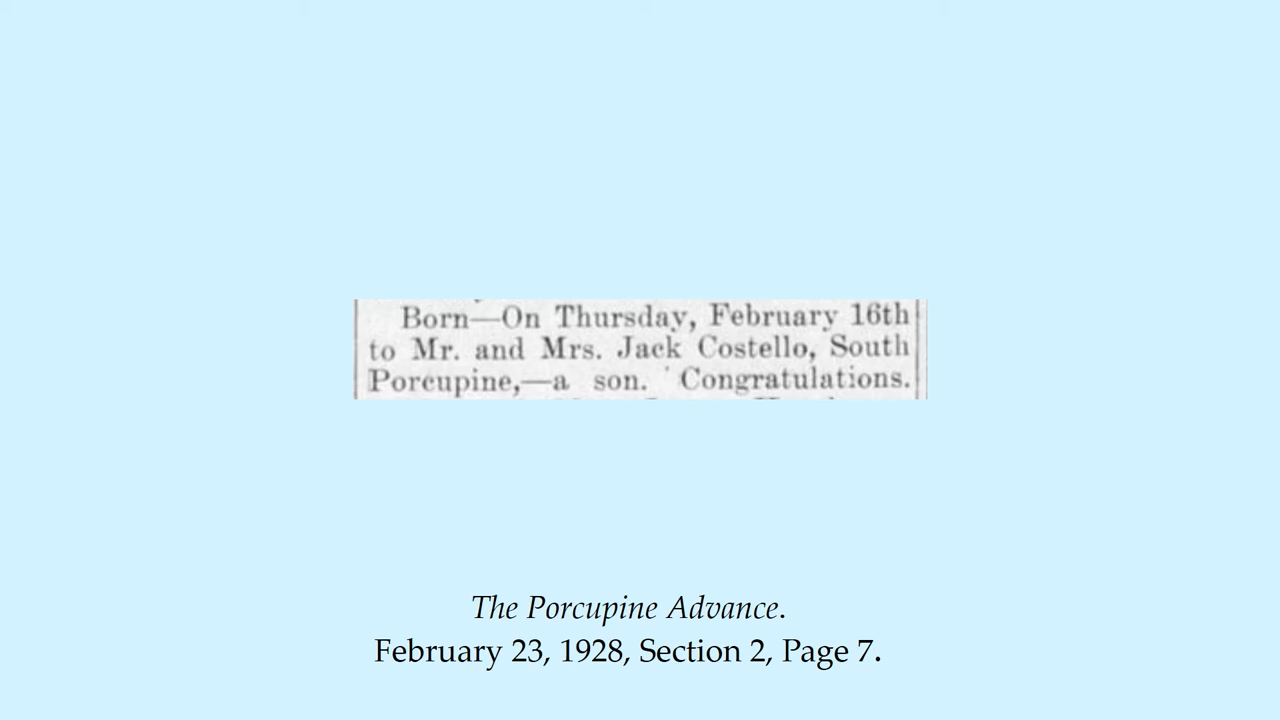 Born—On Thursday, February 16th
to Mr. and Mrs. Jack Costello, South
Porcupine,—a son. Congratulations.
The Porcupine Advance.
February 23, 1928, Section 2, Page 7.